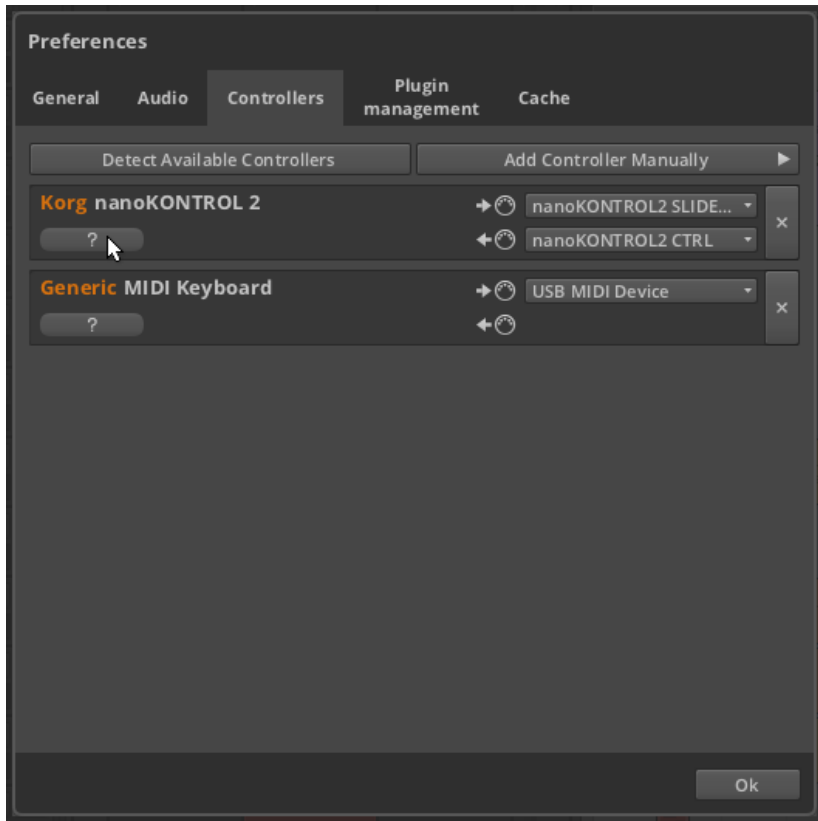 Preferences
General Audio Controllers Plugin management Cache
Detect Available Controllers Add Controller Manually
Korg nanoKONTROL 2 nanoKONTROL2 SLIDE...
? nanoKONTROL2 CTRL
Generic MIDI Keyboard USB MIDI Device
?
Ok